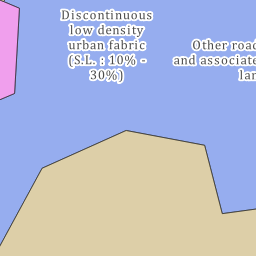 Discontinuous
low density
urban fabric
(S.L. : 10% -
30%)
Other road
and associate
lan